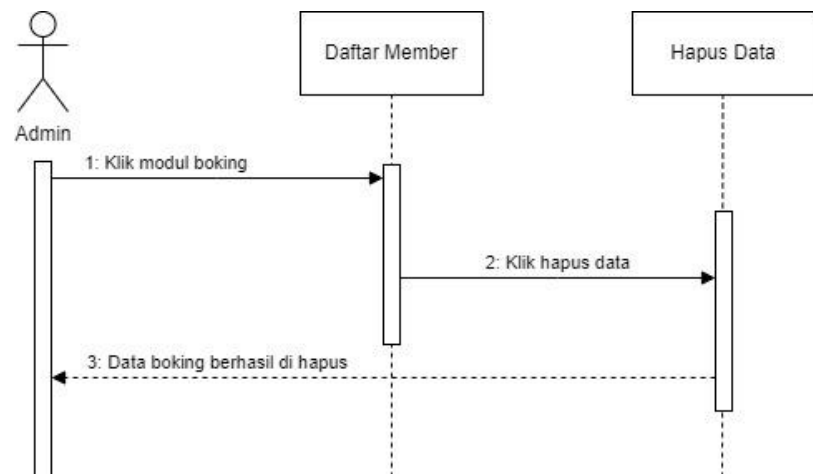 Daftar Member
Hapus Data
Admin
1: Klik modul boking
2: Klik hapus data
3: Data boking berhasil di hapus